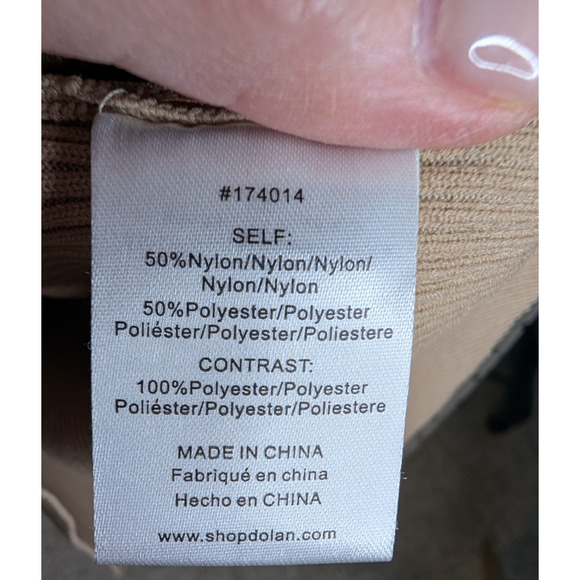 #174014
SELF:
50%Nylon/Nylon/Nylon/
Nylon/Nylon
50%Polyester/Polyester
Poliéster/Polyester/Poliestere
CONTRAST:
100%Polyester/Polyester
Poliéster/Polyester/Poliestere
MADE IN CHINA
Fabriqué en china
Hecho en CHINA
www.shopdolan.com